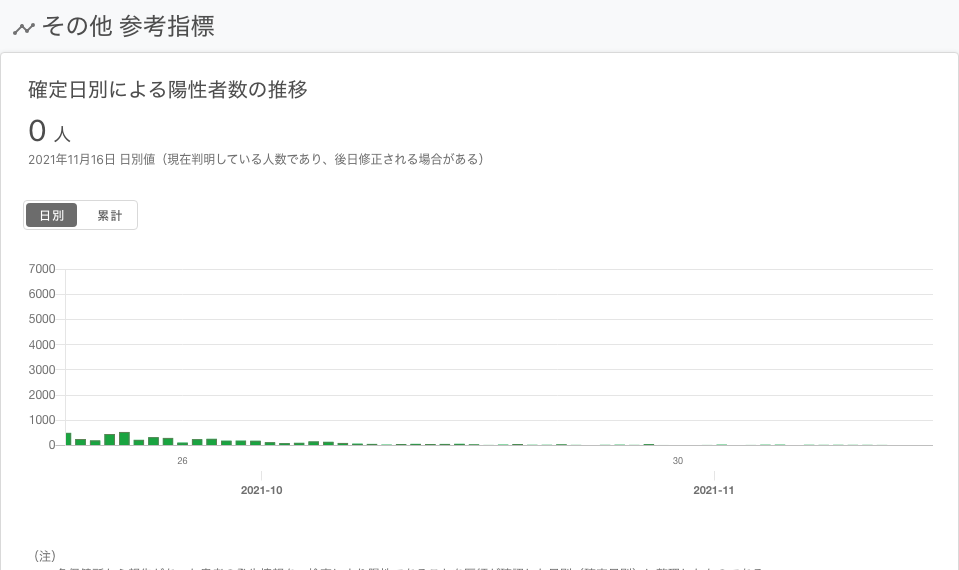 その他 参考指標
確定日別による陽性者数の推移
0 人
2021年11月16日 日別値（現在判明している人数であり、後日修正される場合がある）
日別 累計
7000
6000
5000
4000
3000
2000
1000
0
26 30
2021-10 2021-11
（注）